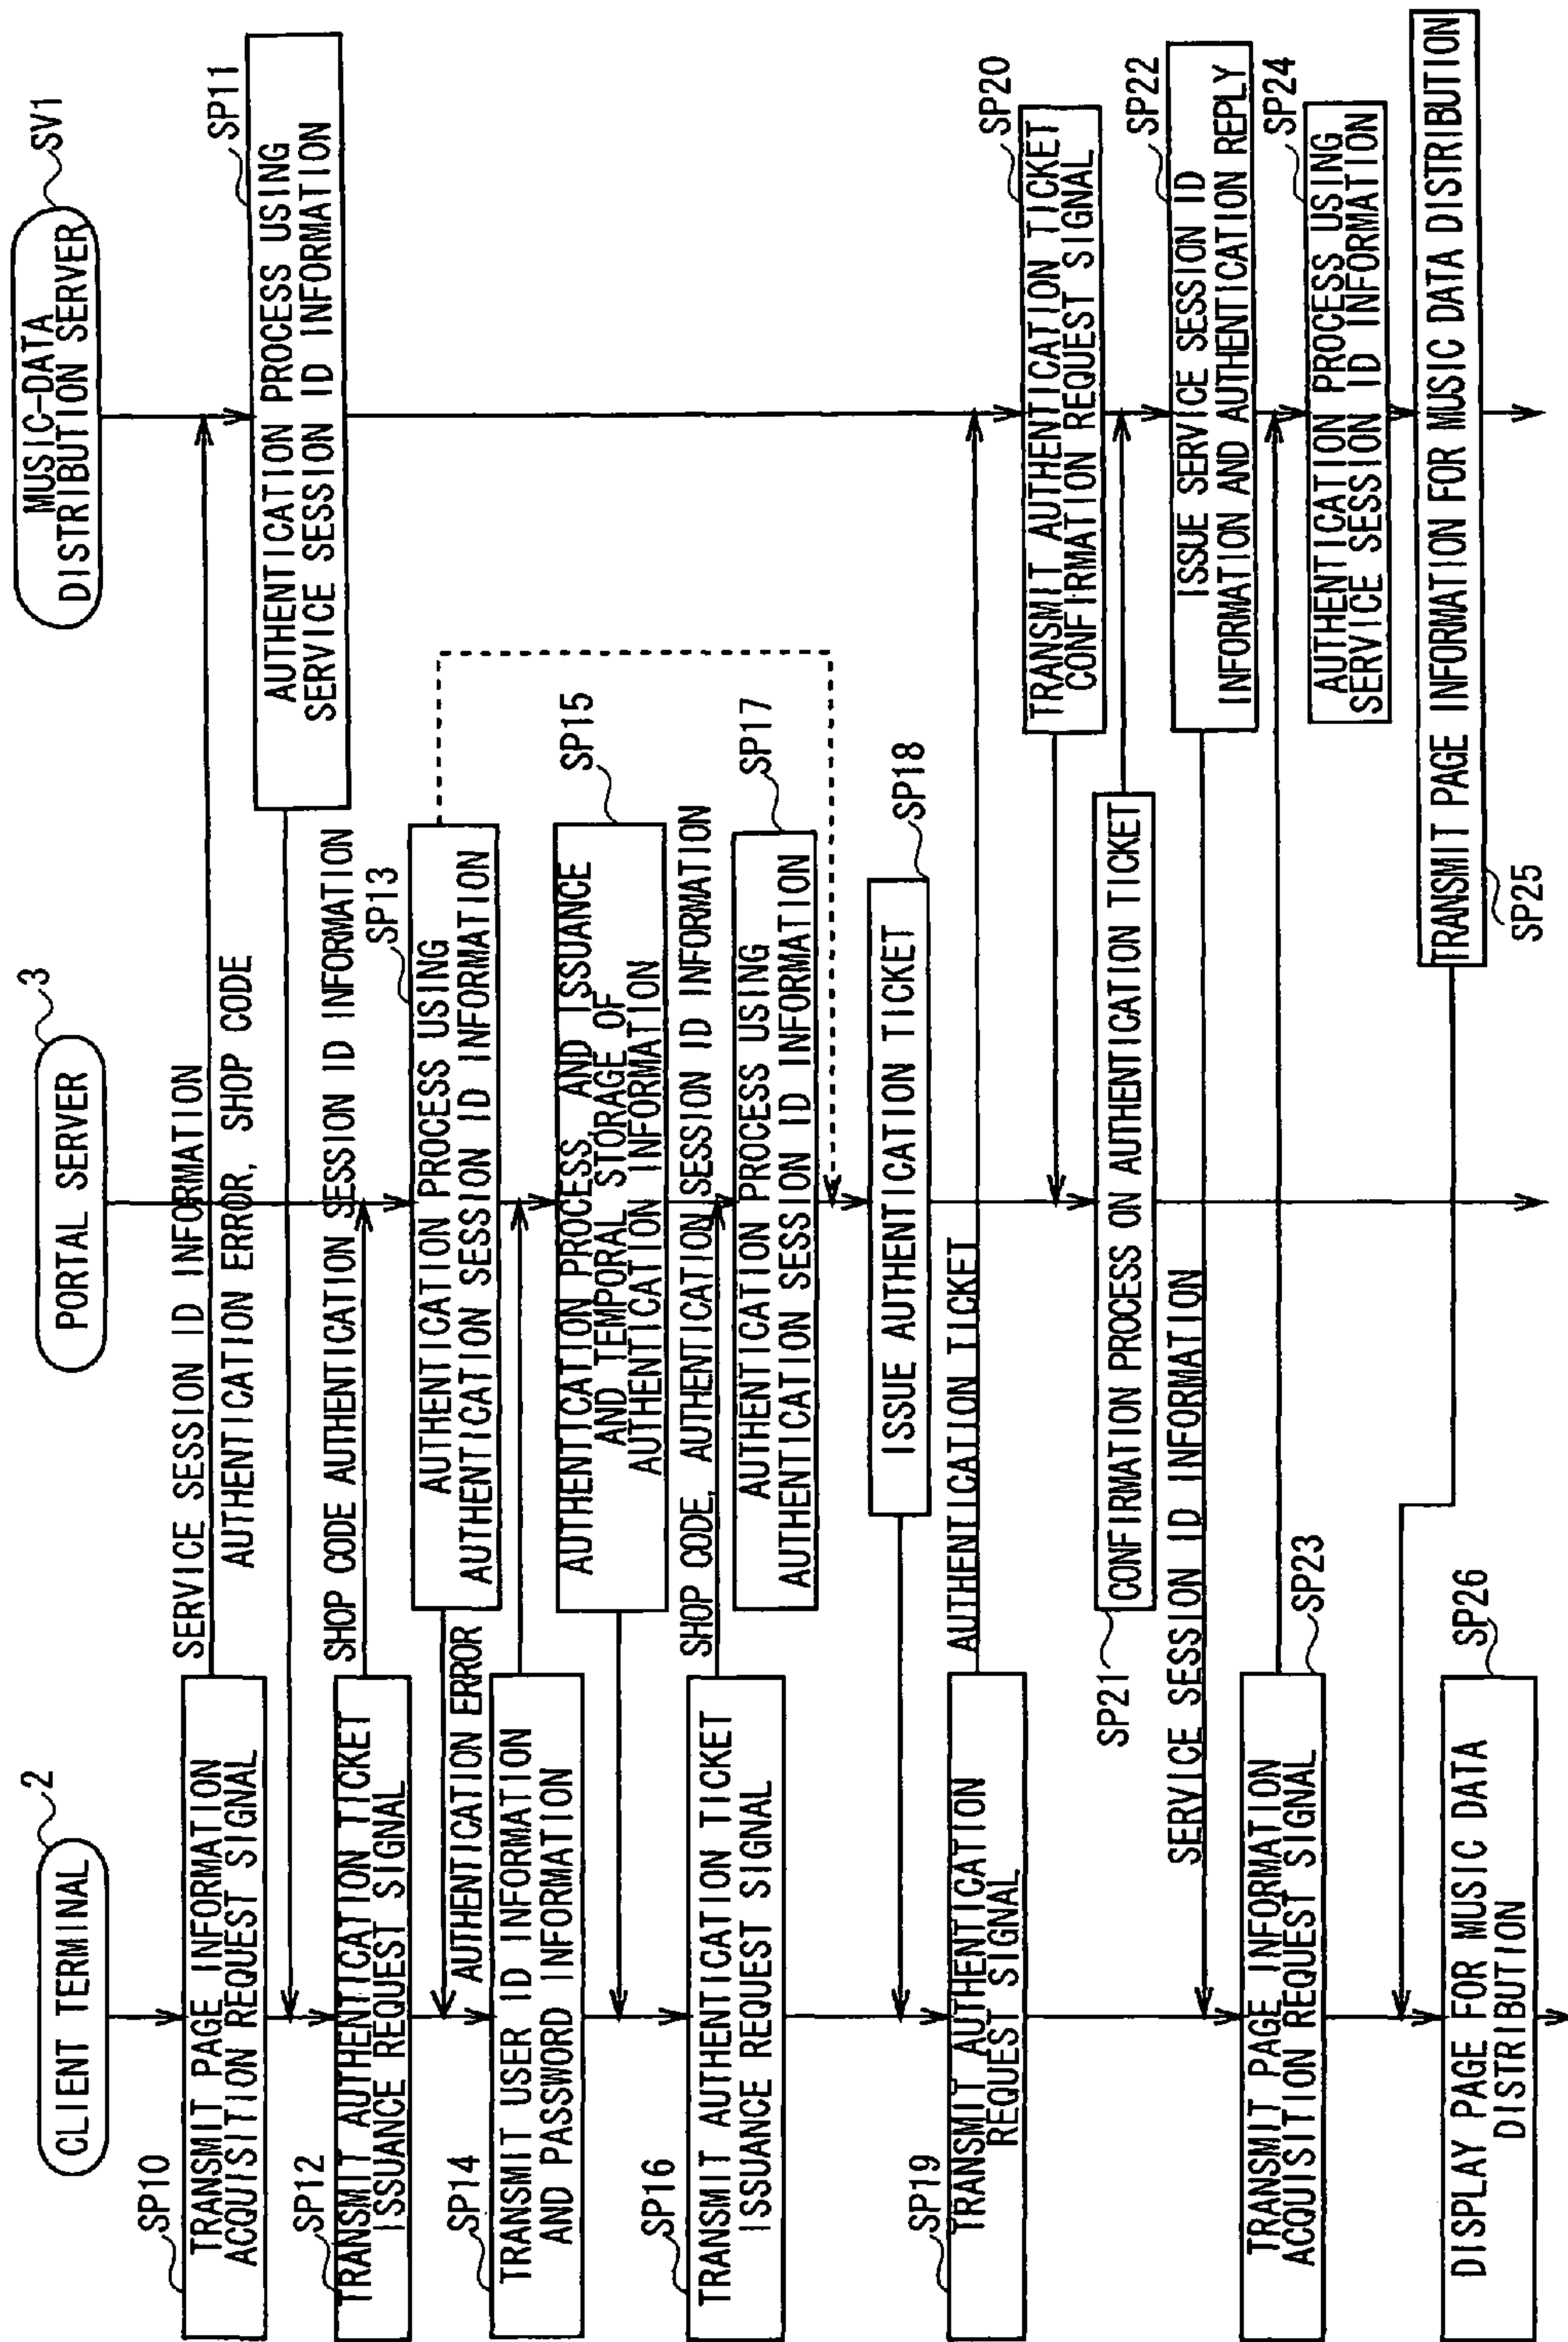 CLIENT TERMINAL
2
PORTAL SERVER
3
MUSIC-DATA
DISTRIBUTION SERVER
SV1
SP10
TRANSMIT PAGE INFORMATION
ACQUISITION REQUEST SIGNAL
SERVICE SESSION ID INFORMATION
SP11
AUTHENTICATION PROCESS USING
SERVICE SESSION ID INFORMATION
AUTHENTICATION ERROR, SHOP CODE
SP12
TRANSMIT AUTHENTICATION TICKET
ISSUANCE REQUEST SIGNAL
SHOP CODE AUTHENTICATION SESSION ID INFORMATION
SP13
AUTHENTICATION PROCESS USING
AUTHENTICATION SESSION ID INFORMATION
AUTHENTICATION ERROR
SP14
TRANSMIT USER ID INFORMATION
AND PASSWORD INFORMATION
SP15
AUTHENTICATION PROCESS, AND ISSUANCE
AND TEMPORAL STORAGE OF
AUTHENTICATION INFORMATION
SP16
TRANSMIT AUTHENTICATION TICKET
ISSUANCE REQUEST SIGNAL
SHOP CODE, AUTHENTICATION SESSION ID INFORMATION
SP17
AUTHENTICATION PROCESS USING
AUTHENTICATION SESSION ID INFORMATION
SP18
ISSUE AUTHENTICATION TICKET
SP19
TRANSMIT AUTHENTICATION
REQUEST SIGNAL
AUTHENTICATION TICKET
SP20
TRANSMIT AUTHENTICATION TICKET
CONFIRMATION REQUEST SIGNAL
SP21
CONFIRMATION PROCESS ON AUTHENTICATION TICKET
SP22
ISSUE SERVICE SESSION ID
INFORMATION AND AUTHENTICATION REPLY
SERVICE SESSION ID INFORMATION
SP23
TRANSMIT PAGE INFORMATION
ACQUISITION REQUEST SIGNAL
SP24
AUTHENTICATION PROCESS USING
SERVICE SESSION ID INFORMATION
TRANSMIT PAGE INFORMATION FOR MUSIC DATA DISTRIBUTION
SP25
SP26
DISPLAY PAGE FOR MUSIC DATA
DISTRIBUTION